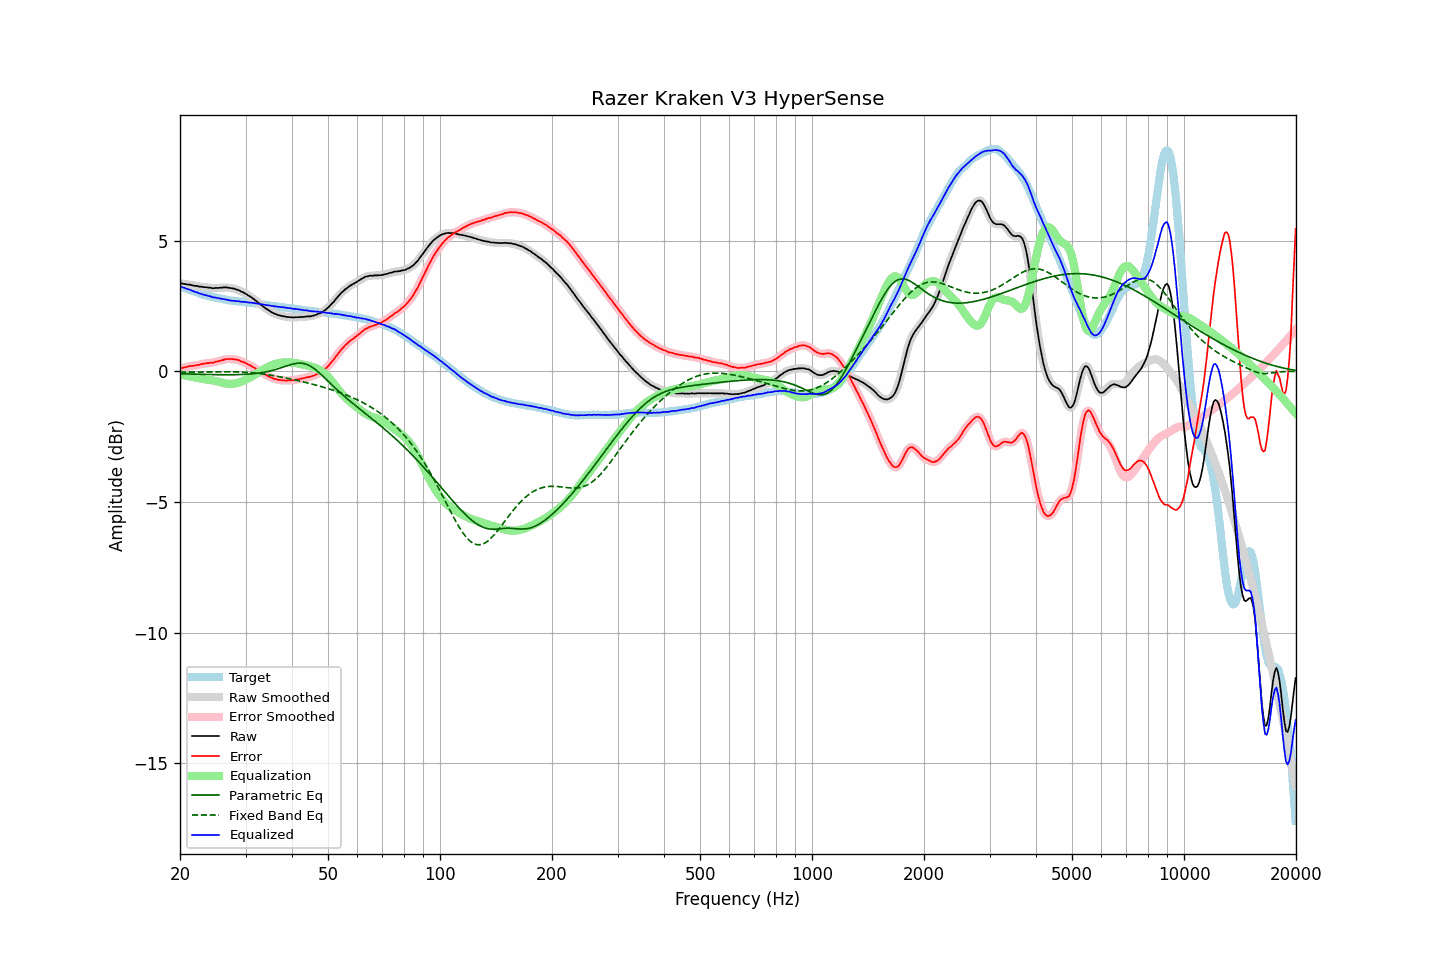 Razer Kraken V3 HyperSense
Amplitude (dBr)
5
0
−5
−10
−15
Target
Raw Smoothed
Error Smoothed
Raw
Error
Equalization
Parametric Eq
Fixed Band Eq
Equalized
20 50 100 200 500 1000 2000 5000 10000 20000
Frequency (Hz)